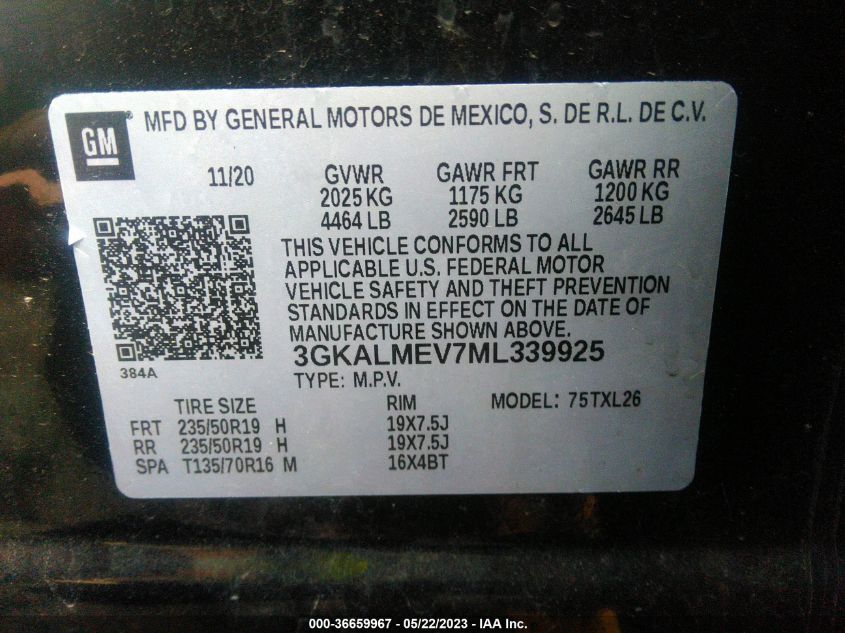 GM
MFD BY GENERAL MOTORS DE MEXICO, S. DE R.L. DE C.V.
11/20 GVWR GAWR FRT GAWR RR
2025 KG 1175 KG 1200 KG
4464 LB 2590 LB 2645 LB
THIS VEHICLE CONFORMS TO ALL
APPLICABLE U.S. FEDERAL MOTOR
VEHICLE SAFETY AND THEFT PREVENTION
STANDARDS IN EFFECT ON THE DATE OF
MANUFACTURE SHOWN ABOVE.
3GKALMEV7ML339925
384A
TYPE: M.P.V.
TIRE SIZE RIM MODEL: 75TXL26
FRT 235/50R19 H 19X7.5J
RR 235/50R19 H 19X7.5J
SPA T135/70R16 M 16X4BT
000-36659967 - 05/22/2023 - IAA Inc.